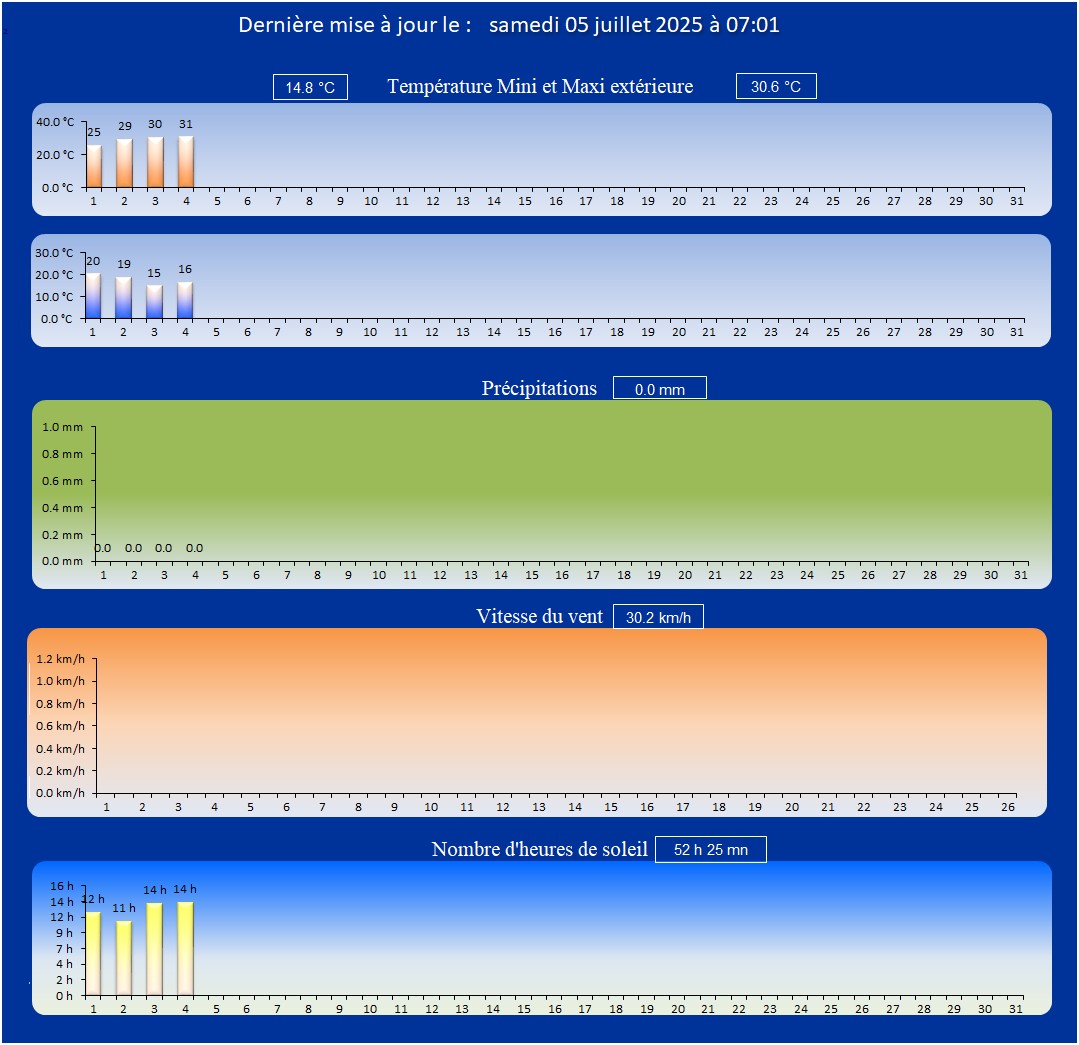 Dernière mise à jour le : samedi 05 juillet 2025 à 07:01
14.8 °C Température Mini et Maxi extérieure 30.6 °C
40.0 °C
25 29 30 31
20.0 °C
0.0 °C
1 2 3 4 5 6 7 8 9 10 11 12 13 14 15 16 17 18 19 20 21 22 23 24 25 26 27 28 29 30 31
30.0 °C
20 19 15 16
20.0 °C
10.0 °C
0.0 °C
1 2 3 4 5 6 7 8 9 10 11 12 13 14 15 16 17 18 19 20 21 22 23 24 25 26 27 28 29 30 31
Précipitations 0.0 mm
1.0 mm
0.8 mm
0.6 mm
0.4 mm
0.2 mm
0.0 0.0 0.0 0.0
0.0 mm
1 2 3 4 5 6 7 8 9 10 11 12 13 14 15 16 17 18 19 20 21 22 23 24 25 26 27 28 29 30 31
Vitesse du vent 30.2 km/h
1.2 km/h
1.0 km/h
0.8 km/h
0.6 km/h
0.4 km/h
0.2 km/h
0.0 km/h
1 2 3 4 5 6 7 8 9 10 11 12 13 14 15 16 17 18 19 20 21 22 23 24 25 26
Nombre d'heures de soleil 52 h 25 mn
16 h
14 h 14 h
14 h 12 h
11 h
12 h
9 h
7 h
4 h
2 h
0 h
1 2 3 4 5 6 7 8 9 10 11 12 13 14 15 16 17 18 19 20 21 22 23 24 25 26 27 28 29 30 31